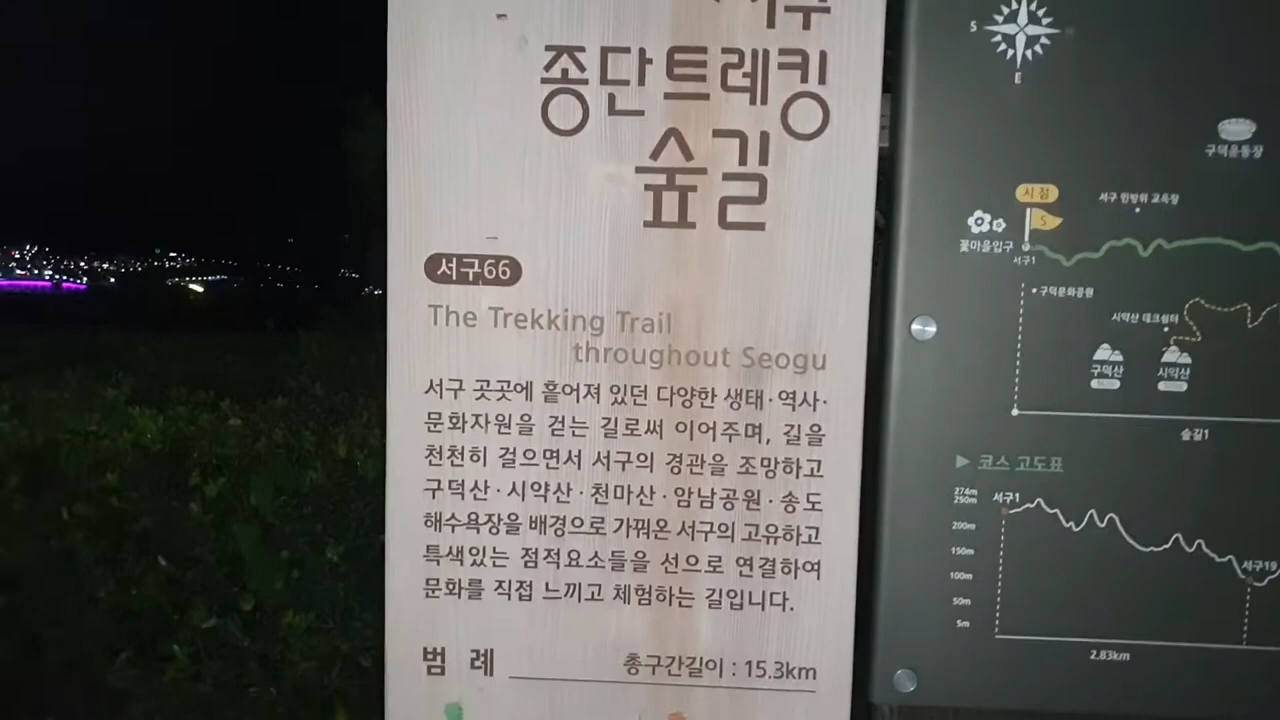 종단트레킹
숲길
서구66
The Trekking Trail
throughout Seogu
서구 곳곳에 흩어져 있던 다양한 생태·역사·
문화자원을 걷는 길로써 이어주며, 길을
천천히 걸으면서 서구의 경관을 조망하고
구덕산·시약산·천마산·암남공원·송도
해수욕장을 배경으로 가꿔온 서구의 고유하고
특색있는 점적요소들을 선으로 연결하여
문화를 직접 느끼고 체험하는 길입니다.
범 례
총구간길이 : 15.3km
S
E
구덕운동장
시점
S
서구 민방위 교육장
꽃마을입구
서구1
구덕문화공원
시약산 데크쉼터
구덕산
시약산
숲길1
▶ 코스 고도표
274m
250m
서구1
200m
150m
100m
서구19
50m
5m
2.83km